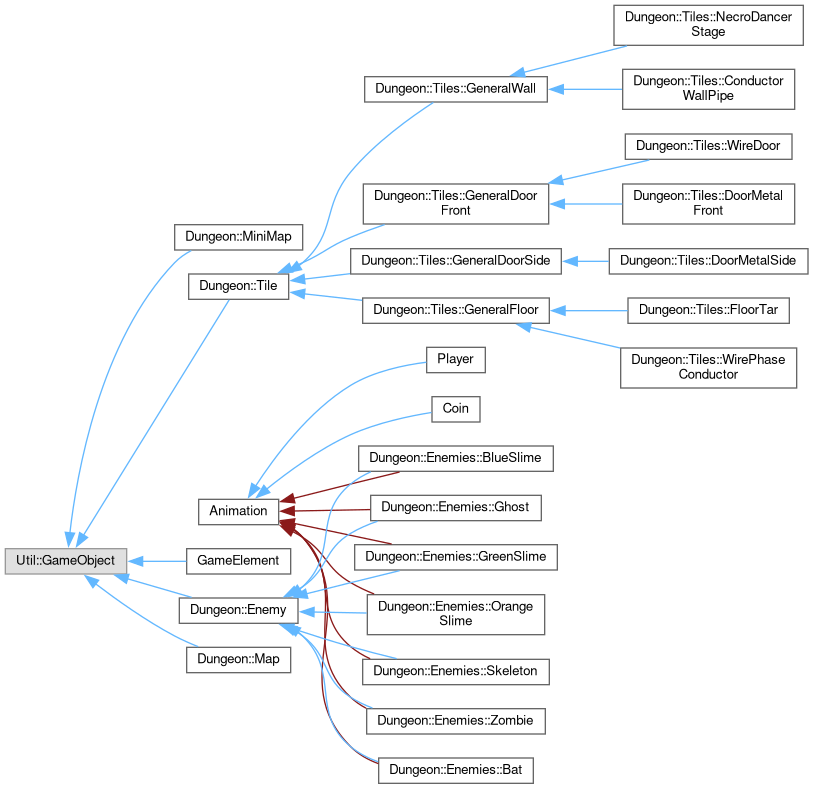 Dungeon::Tiles::NecroDancer
Stage
Dungeon::Tiles::GeneralWall
Dungeon::Tiles::Conductor
WallPipe
Dungeon::Tiles::WireDoor
Dungeon::Tiles::GeneralDoor
Front
Dungeon::Tiles::DoorMetal
Front
Dungeon::MiniMap
Dungeon::Tiles::GeneralDoorSide
Dungeon::Tiles::DoorMetalSide
Dungeon::Tile
Dungeon::Tiles::GeneralFloor
Dungeon::Tiles::FloorTar
Dungeon::Tiles::WirePhase
Conductor
Player
Coin
Dungeon::Enemies::BlueSlime
Animation
Dungeon::Enemies::Ghost
Util::GameObject
GameElement
Dungeon::Enemies::GreenSlime
Dungeon::Enemy
Dungeon::Enemies::Orange
Slime
Dungeon::Map
Dungeon::Enemies::Skeleton
Dungeon::Enemies::Zombie
Dungeon::Enemies::Bat